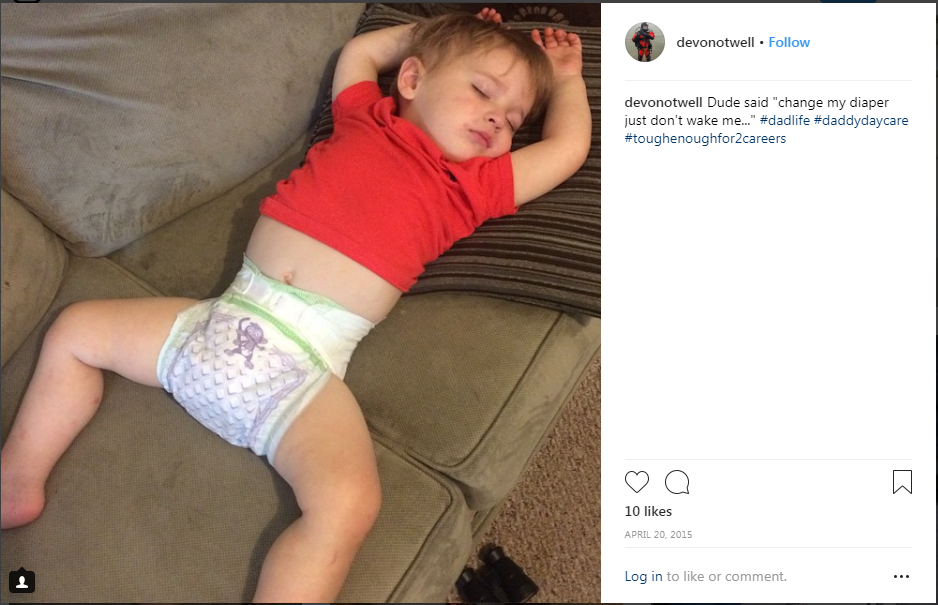 devonotwell • Follow
devonotwell Dude said "change my diaper
just don't wake me..." #dadlife #daddydaycare
#toughenoughfor2careers
10 likes
APRIL 20, 2015
Log in to like or comment.